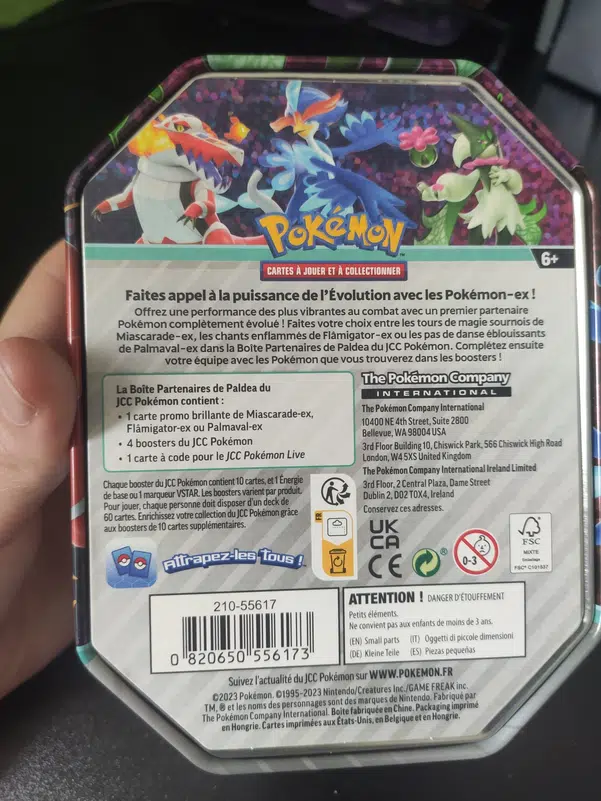 POKÉMON
CARTES À JOUER ET À COLLECTIONNER
6+
Faites appel à la puissance de l'Évolution avec les Pokémon-ex !
Offrez une performance des plus vibrantes au combat avec un premier partenaire
Pokémon complètement évolué ! Faites votre choix entre les tours de magie sournois de
Miascarade-ex, les chants enflammés de Flâmigator-ex ou les pas de danse éblouissants
de Palmaval-ex dans la Boîte Partenaires de Paldea du JCC Pokémon. Complétez ensuite
votre équipe avec les Pokémon que vous trouverez dans les boosters !
La Boîte Partenaires de Paldea du
JCC Pokémon contient :
• 1 carte promo brillante de Miascarade-ex,
Flâmigator-ex ou Palmaval-ex
• 4 boosters du JCC Pokémon
• 1 carte à code pour le JCC Pokémon Live
The Pokémon Company
INTERNATIONAL
The Pokémon Company International
10400 NE 4th Street, Suite 2800
Bellevue, WA 98004 USA
3rd Floor Building 10, Chiswick Park, 566 Chiswick High Road
London, W4 5XS United Kingdom
The Pokémon Company International Ireland Limited
3rd Floor, 2 Central Plaza, Dame Street
Dublin 2, D02 T0X4, Ireland
Conservez ces adresses.
Chaque booster du JCC Pokémon contient 10 cartes, et 1 Énergie
de base ou 1 marqueur VSTAR. Les boosters varient par produit.
Pour jouer, chaque personne doit disposer d'un deck de
60 cartes. Enrichissez votre collection du JCC Pokémon grâce
aux boosters de 10 cartes supplémentaires.
FR
UK
CA
CE
®
0-3
FSC
MIXTE
FSC® C101537
Attrapez-les Tous !
210-55617
0 820650 556173
ATTENTION ! DANGER D'ÉTOUFFEMENT
Petits éléments.
Ne convient pas aux enfants de moins de 3 ans.
(EN) Small parts (IT) Oggetti di piccole dimensioni
(DE) Kleine Teile (ES) Piezas pequeñas
Suivez l'actualité du JCC Pokémon sur WWW.POKEMON.FR
©2023 Pokémon. ©1995-2023 Nintendo/Creatures Inc./GAME FREAK inc.
TM, ® et les noms des personnages sont des marques de Nintendo. Fabriqué par
The Pokémon Company International. Boîte fabriquée en Chine. Packaging imprimé
en Hongrie. Cartes imprimées aux États-Unis, en Belgique et en Hongrie.